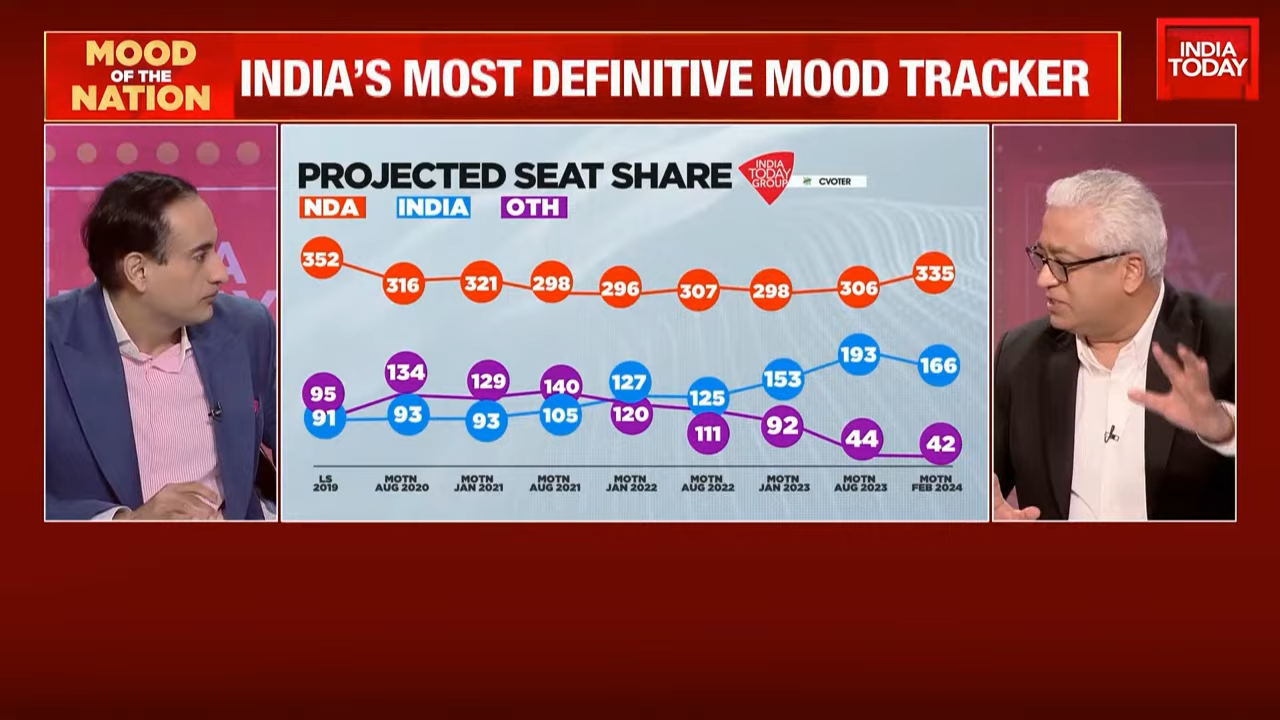 MOOD
OF THE
NATION
INDIA'S MOST DEFINITIVE MOOD TRACKER
INDIA
TODAY
PROJECTED SEAT SHARE
INDIA
TODAY
GROUP
CVOTER
NDA INDIA OTH
352 316 321 298 296 307 298 306 335
95 134 129 140 127 125 153 193 166
91 93 93 105 120 111 92 44 42
LS
2019
MOTN
AUG 2020
MOTN
JAN 2021
MOTN
AUG 2021
MOTN
JAN 2022
MOTN
AUG 2022
MOTN
JAN 2023
MOTN
AUG 2023
MOTN
FEB 2024